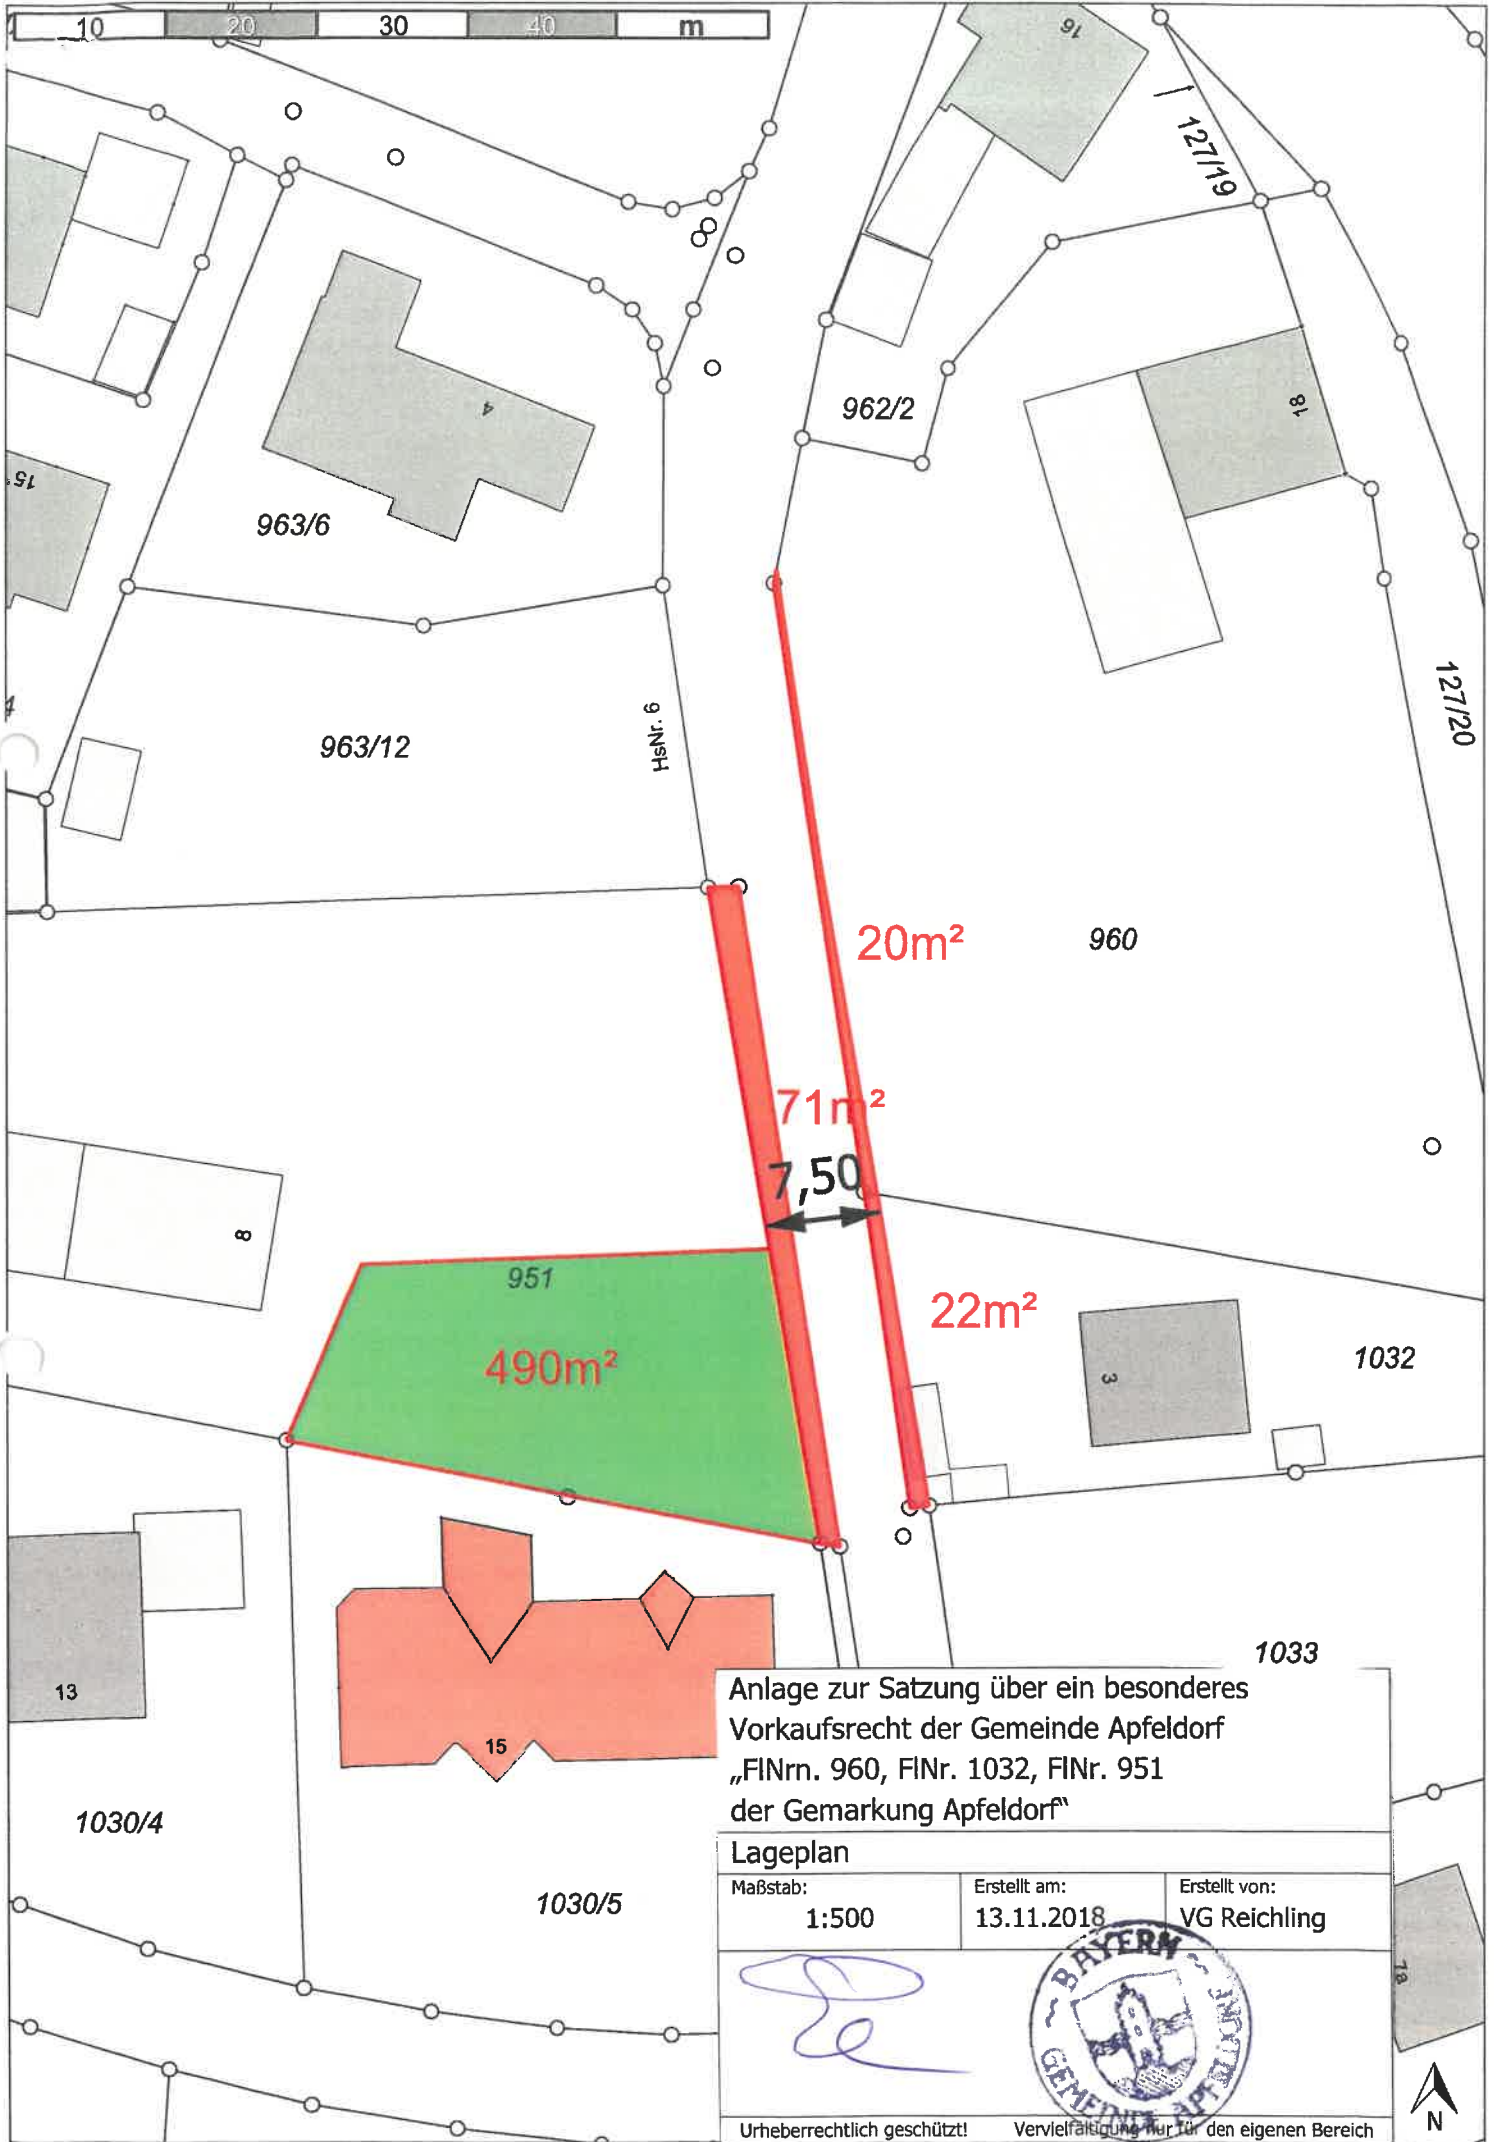 10 20 30 40 m
16
127/19
4
962/2
18
15
963/6
127/20
HsNr. 6
963/12
20m²
960
71m²
7,50
8
951
22m²
490m²
3
1032
1033
13
15
Anlage zur Satzung über ein besonderes
Vorkaufsrecht der Gemeinde Apfeldorf
„FlNrn. 960, FlNr. 1032, FlNr. 951
der Gemarkung Apfeldorf“
1030/4
Lageplan
1030/5
Maßstab:
1:500
Erstellt am:
13.11.2018
Erstellt von:
VG Reichling
BAYERN
GEMEINDE APFELDORF
N
Urheberrechtlich geschützt! Vervielfältigung nur für den eigenen Bereich